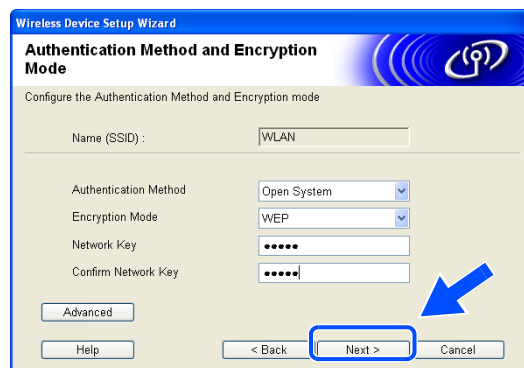 Wireless Device Setup Wizard
Authentication Method and Encryption
Mode
Configure the Authentication Method and Encryption mode
Name (SSID) : WLAN
Authentication Method Open System
Encryption Mode WEP
Network Key •••••
Confirm Network Key •••••
Advanced
Help < Back Next > Cancel